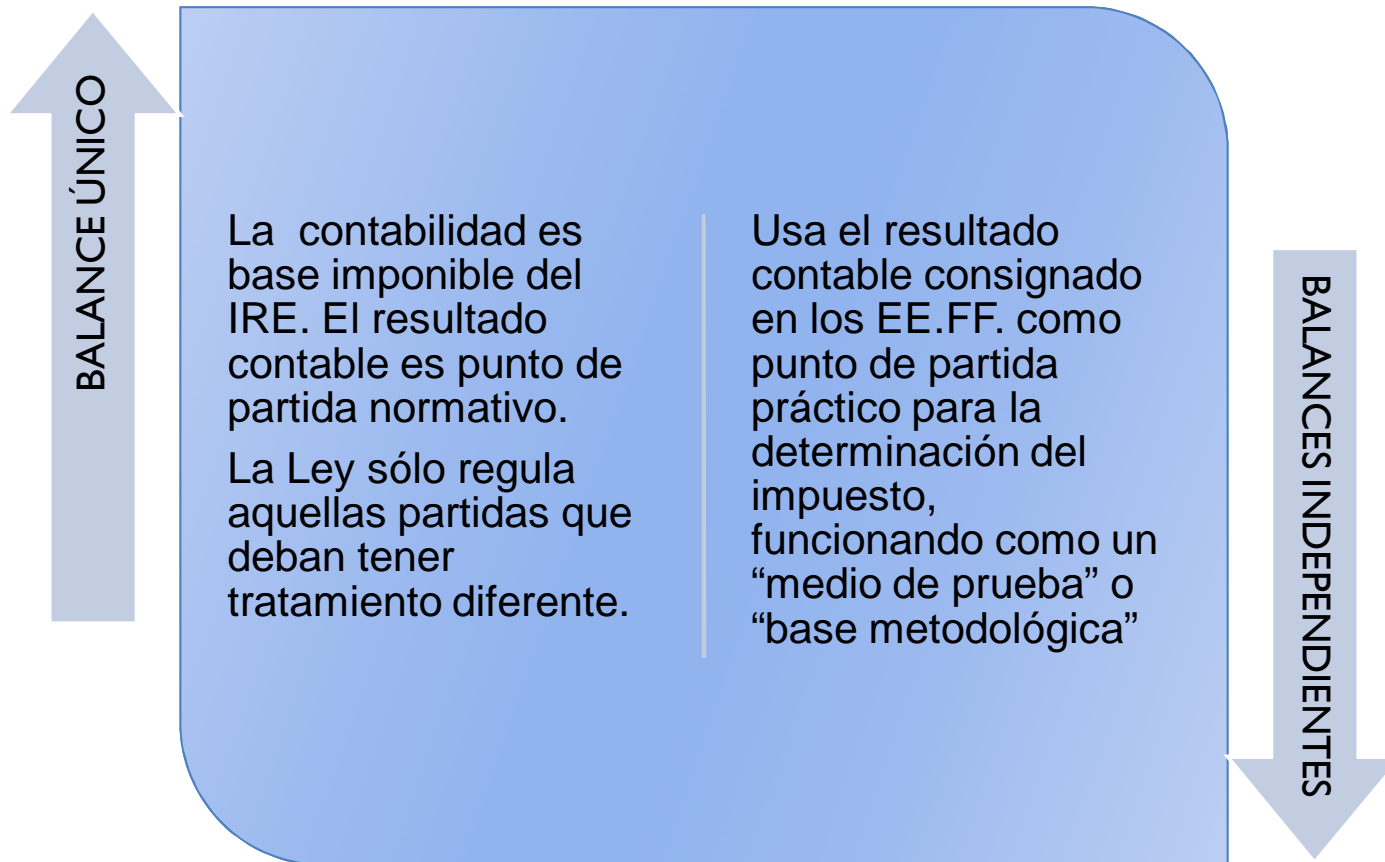 BALANCE ÚNICO
La  contabilidad es
base imponible del
IRE. El resultado
contable es punto de
partida normativo.
La Ley sólo regula
aquellas partidas que
deban tener
tratamiento diferente.
Usa el resultado
contable consignado
en los EE.FF. como
punto de partida
práctico para la
determinación del
impuesto,
funcionando como un
“medio de prueba” o
“base metodológica”
BALANCES INDEPENDIENTES